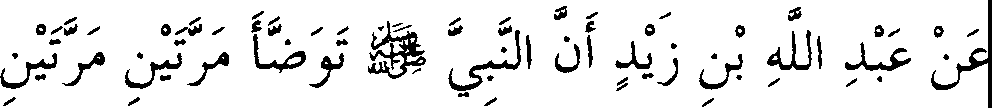 عَنْ عَبْدِ اللَّهِ بْنِ زَيْدٍ أَنَّ النَّبِيَّ ﷺ تَوَضَّأَ مَرَّتَيْنِ مَرَّتَيْنِ